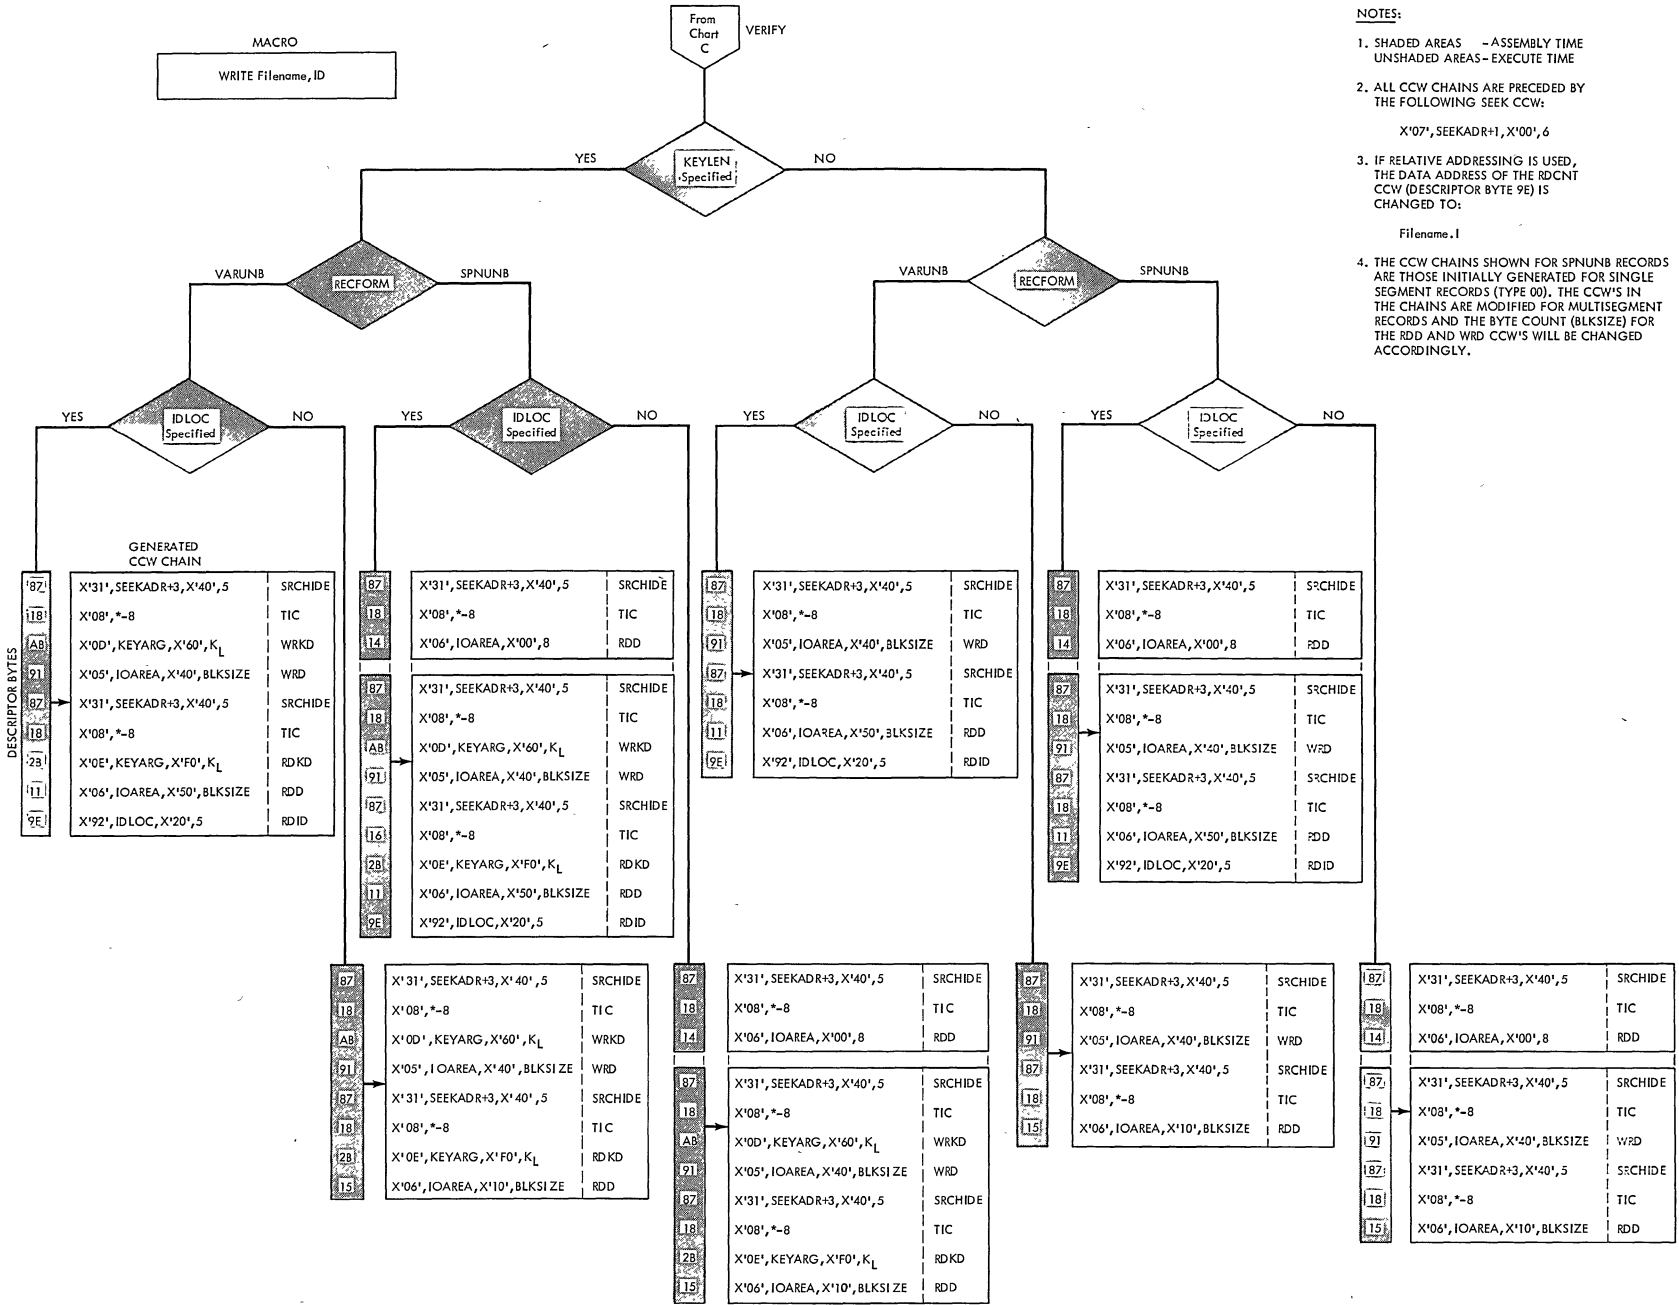 From
Chart
C
VERIFY
MACRO
WRITE Filename, ID
NOTES:
1. SHADED AREAS - ASSEMBLY TIME
UNSHADED AREAS - EXECUTE TIME
2. ALL CCW CHAINS ARE PRECEDED BY
THE FOLLOWING SEEK CCW:
X'07', SEEKADR+1, X'00', 6
3. IF RELATIVE ADDRESSING IS USED,
THE DATA ADDRESS OF THE RDCNT
CCW (DESCRIPTOR BYTE 9E) IS
CHANGED TO:
Filename.I
4. THE CCW CHAINS SHOWN FOR SPNUNB RECORDS
ARE THOSE INITIALLY GENERATED FOR SINGLE
SEGMENT RECORDS (TYPE 00). THE CCW'S IN
THE CHAINS ARE MODIFIED FOR MULTISEGMENT
RECORDS AND THE BYTE COUNT (BLKSIZE) FOR
THE RDD AND WRD CCW'S WILL BE CHANGED
ACCORDINGLY.
YES
KEYLEN
Specified
NO
VARUNB
RECFORM
SPNUNB
VARUNB
RECFORM
SPNUNB
YES
IDLOC
Specified
NO
YES
IDLOC
Specified
NO
YES
IDLOC
Specified
NO
YES
IDLOC
Specified
NO
DESCRIPTOR BYTES
GENERATED
CCW CHAIN
87 X'31', SEEKADR+3, X'40', 5 SRCHIDE
18 X'08', *-8 TIC
AB X'0D', KEYARG, X'60', KL WRKD
91 X'05', IOAREA, X'40', BLKSIZE WRD
87 X'31', SEEKADR+3, X'40', 5 SRCHIDE
18 X'08', *-8 TIC
2B X'0E', KEYARG, X'F0', KL RDKD
11 X'06', IOAREA, X'50', BLKSIZE RDD
9E X'92', IDLOC, X'20', 5 RDID
87 X'31', SEEKADR+3, X'40', 5 SRCHIDE
18 X'08', *-8 TIC
14 X'06', IOAREA, X'00', 8 RDD
87 X'31', SEEKADR+3, X'40', 5 SRCHIDE
18 X'08', *-8 TIC
AB X'0D', KEYARG, X'60', KL WRKD
91 X'05', IOAREA, X'40', BLKSIZE WRD
87 X'31', SEEKADR+3, X'40', 5 SRCHIDE
16 X'08', *-8 TIC
2B X'0E', KEYARG, X'F0', KL RDKD
11 X'06', IOAREA, X'50', BLKSIZE RDD
9E X'92', IDLOC, X'20', 5 RDID
87 X'31', SEEKADR+3, X'40', 5 SRCHIDE
18 X'08', *-8 TIC
91 X'05', IOAREA, X'40', BLKSIZE WRD
87 X'31', SEEKADR+3, X'40', 5 SRCHIDE
18 X'08', *-8 TIC
11 X'06', IOAREA, X'50', BLKSIZE RDD
9E X'92', IDLOC, X'20', 5 RDID
87 X'31', SEEKADR+3, X'40', 5 SRCHIDE
18 X'08', *-8 TIC
14 X'06', IOAREA, X'00', 8 RDD
87 X'31', SEEKADR+3, X'40', 5 SRCHIDE
18 X'08', *-8 TIC
91 X'05', IOAREA, X'40', BLKSIZE WRD
87 X'31', SEEKADR+3, X'40', 5 SRCHIDE
18 X'08', *-8 TIC
11 X'06', IOAREA, X'50', BLKSIZE RDD
9E X'92', IDLOC, X'20', 5 RDID
87 X'31', SEEKADR+3, X'40', 5 SRCHIDE
18 X'08', *-8 TIC
AB X'0D', KEYARG, X'60', KL WRKD
91 X'05', IOAREA, X'40', BLKSIZE WRD
87 X'31', SEEKADR+3, X'40', 5 SRCHIDE
18 X'08', *-8 TIC
2B X'0E', KEYARG, X'F0', KL RDKD
15 X'06', IOAREA, X'10', BLKSIZE RDD
87 X'31', SEEKADR+3, X'40', 5 SRCHIDE
18 X'08', *-8 TIC
14 X'06', IOAREA, X'00', 8 RDD
87 X'31', SEEKADR+3, X'40', 5 SRCHIDE
18 X'08', *-8 TIC
AB X'0D', KEYARG, X'60', KL WRKD
91 X'05', IOAREA, X'40', BLKSIZE WRD
87 X'31', SEEKADR+3, X'40', 5 SRCHIDE
18 X'08', *-8 TIC
2B X'0E', KEYARG, X'F0', KL RDKD
15 X'06', IOAREA, X'10', BLKSIZE RDD
87 X'31', SEEKADR+3, X'40', 5 SRCHIDE
18 X'08', *-8 TIC
91 X'05', IOAREA, X'40', BLKSIZE WRD
87 X'31', SEEKADR+3, X'40', 5 SRCHIDE
18 X'08', *-8 TIC
15 X'06', IOAREA, X'10', BLKSIZE RDD
87 X'31', SEEKADR+3, X'40', 5 SRCHIDE
18 X'08', *-8 TIC
14 X'06', IOAREA, X'00', 8 RDD
87 X'31', SEEKADR+3, X'40', 5 SRCHIDE
18 X'08', *-8 TIC
91 X'05', IOAREA, X'40', BLKSIZE WRD
87 X'31', SEEKADR+3, X'40', 5 SRCHIDE
18 X'08', *-8 TIC
15 X'06', IOAREA, X'10', BLKSIZE RDD